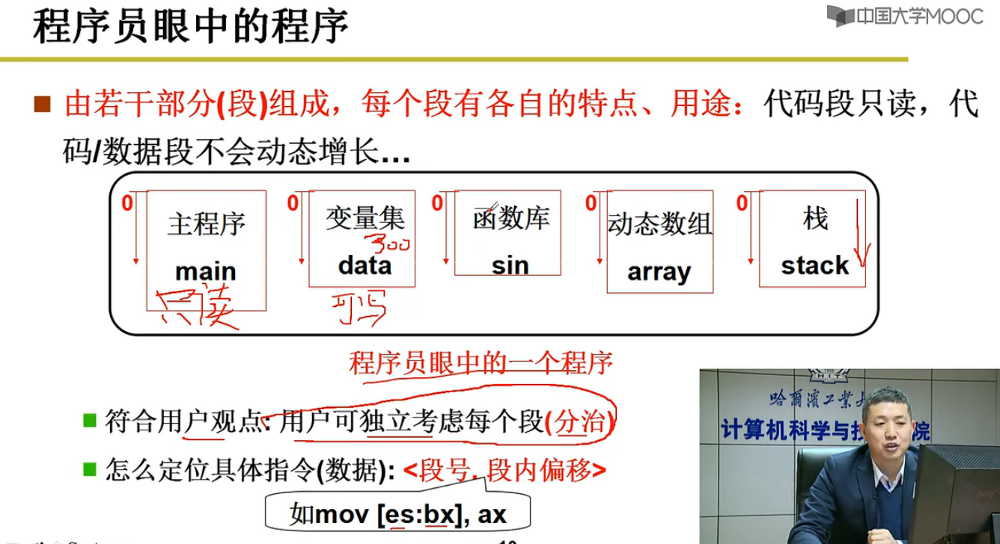 程序员眼中的程序
中国大学MOOC
由若干部分(段)组成，每个段有各自的特点、用途：代码段只读，代
码/数据段不会动态增长...
0 0 0 0 0
主程序 变量集 函数库 动态数组 栈
300
main data sin array stack
只读 可写
程序员眼中的一个程序
符合用户观点: 用户可独立考虑每个段(分治)
怎么定位具体指令(数据): <段号, 段内偏移>
如mov [es:bx], ax
哈尔滨工业大
计算机科学与技 院